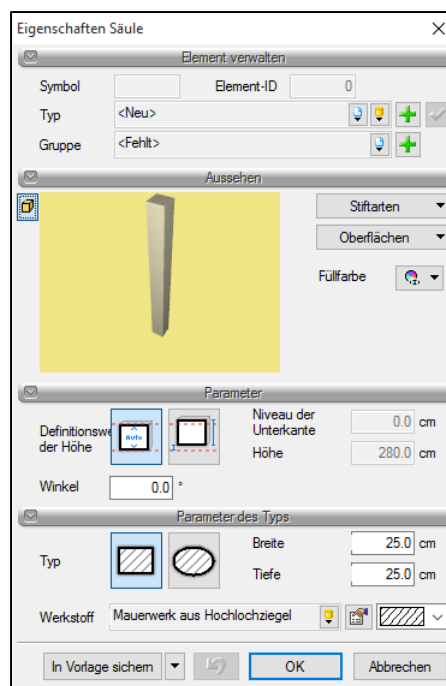 Eigenschaften Säule
Element verwalten
Symbol Element-ID 0
Typ <Neu>
Gruppe <Fehlt>
Aussehen
Stiftarten
Oberflächen
Füllfarbe
Parameter
Definitionswe der Höhe
Auto
Niveau der Unterkante 0.0 cm
Höhe 280.0 cm
Winkel 0.0 °
Parameter des Typs
Typ
Breite 25.0 cm
Tiefe 25.0 cm
Werkstoff Mauerwerk aus Hochlochziegel
In Vorlage sichern OK Abbrechen